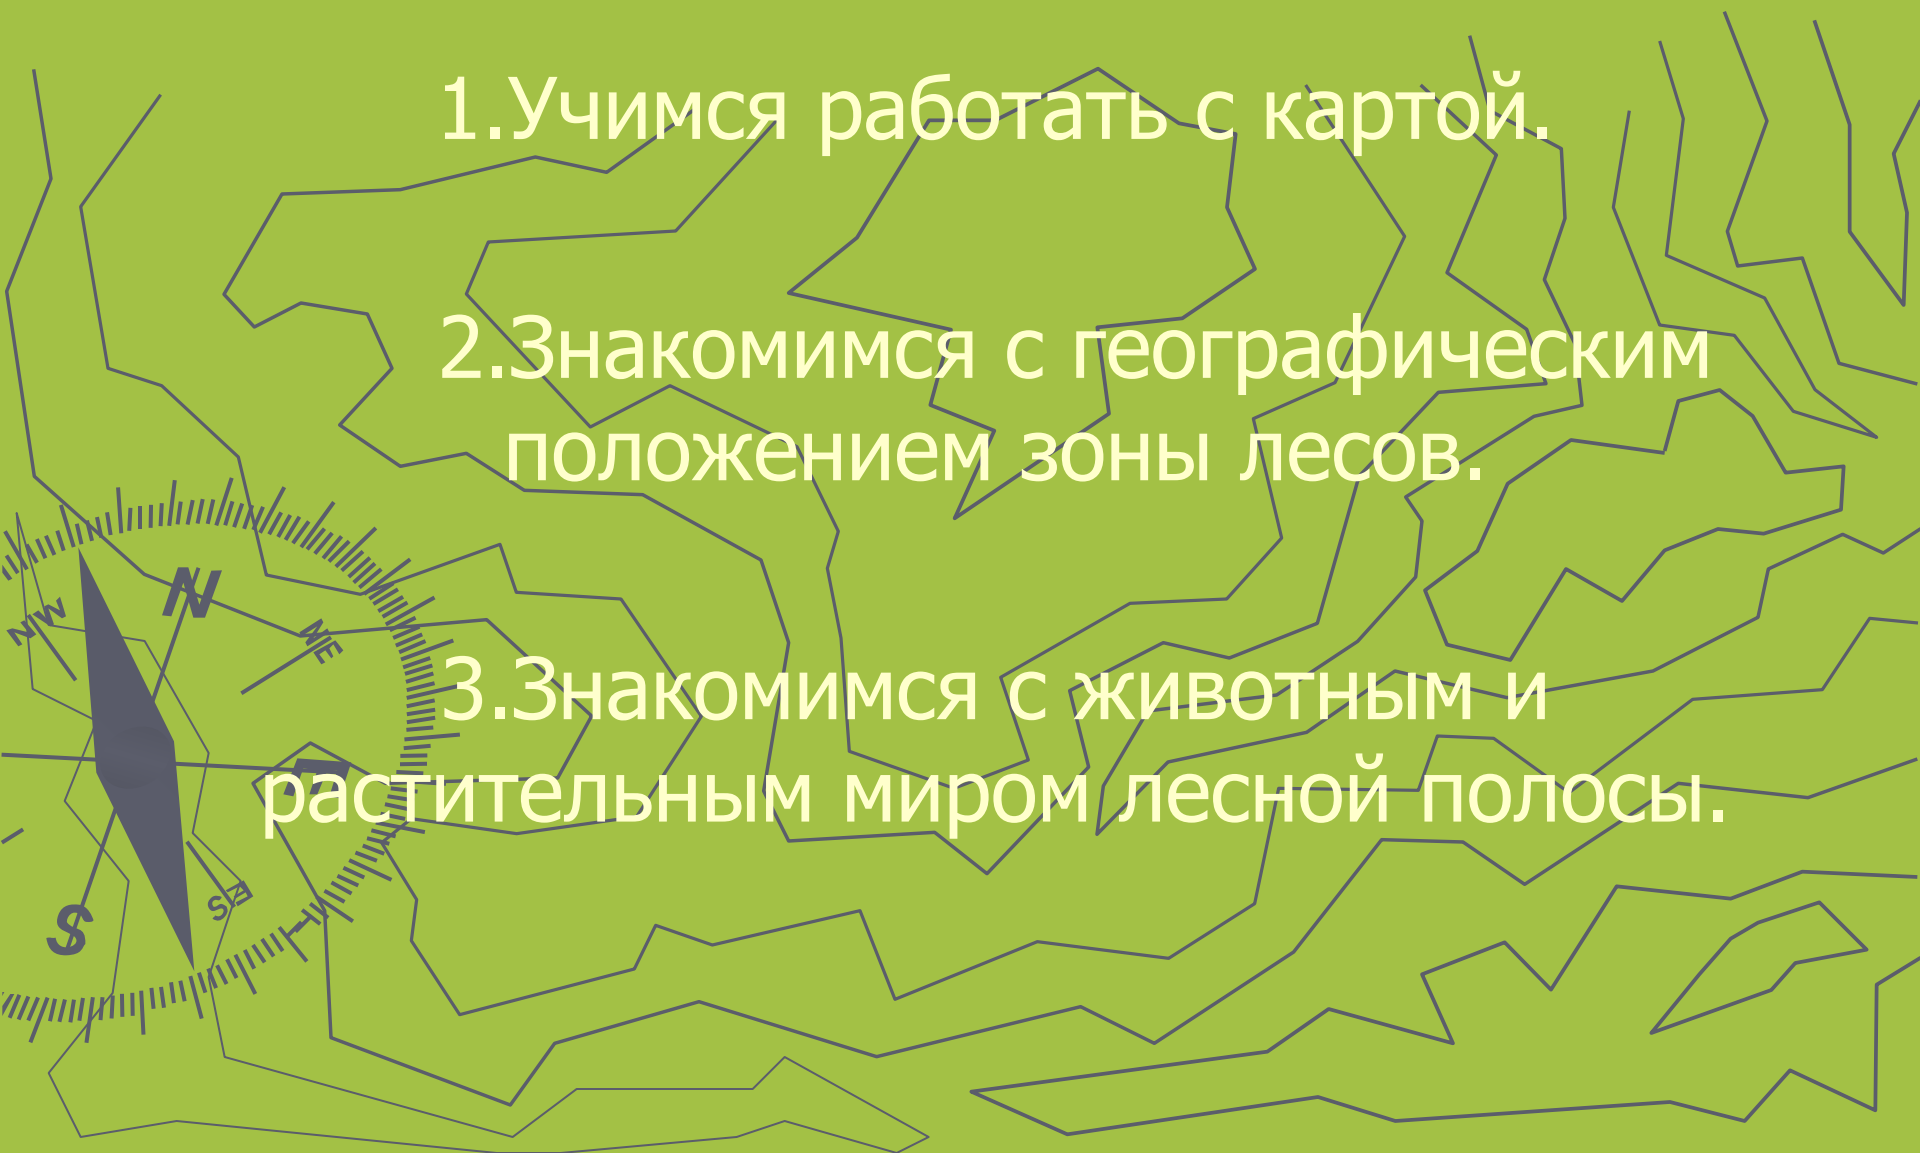 1.Учимся работать с картой.
2.Знакомимся с географическим
положением зоны лесов.
N
NW
NE
3.Знакомимся с животным и
E
растительным миром лесной полосы.
SE
S